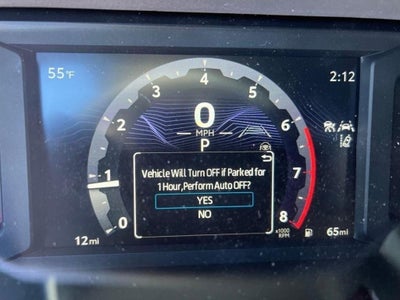 55°F
2:12
4
3
5
0
MPH
2
6
P
Vehicle Will Turn OFF if Parked for
1 Hour,Perform Auto OFF?
YES
NO
1
7
0
8
x1000
RPM
12mi
65mi